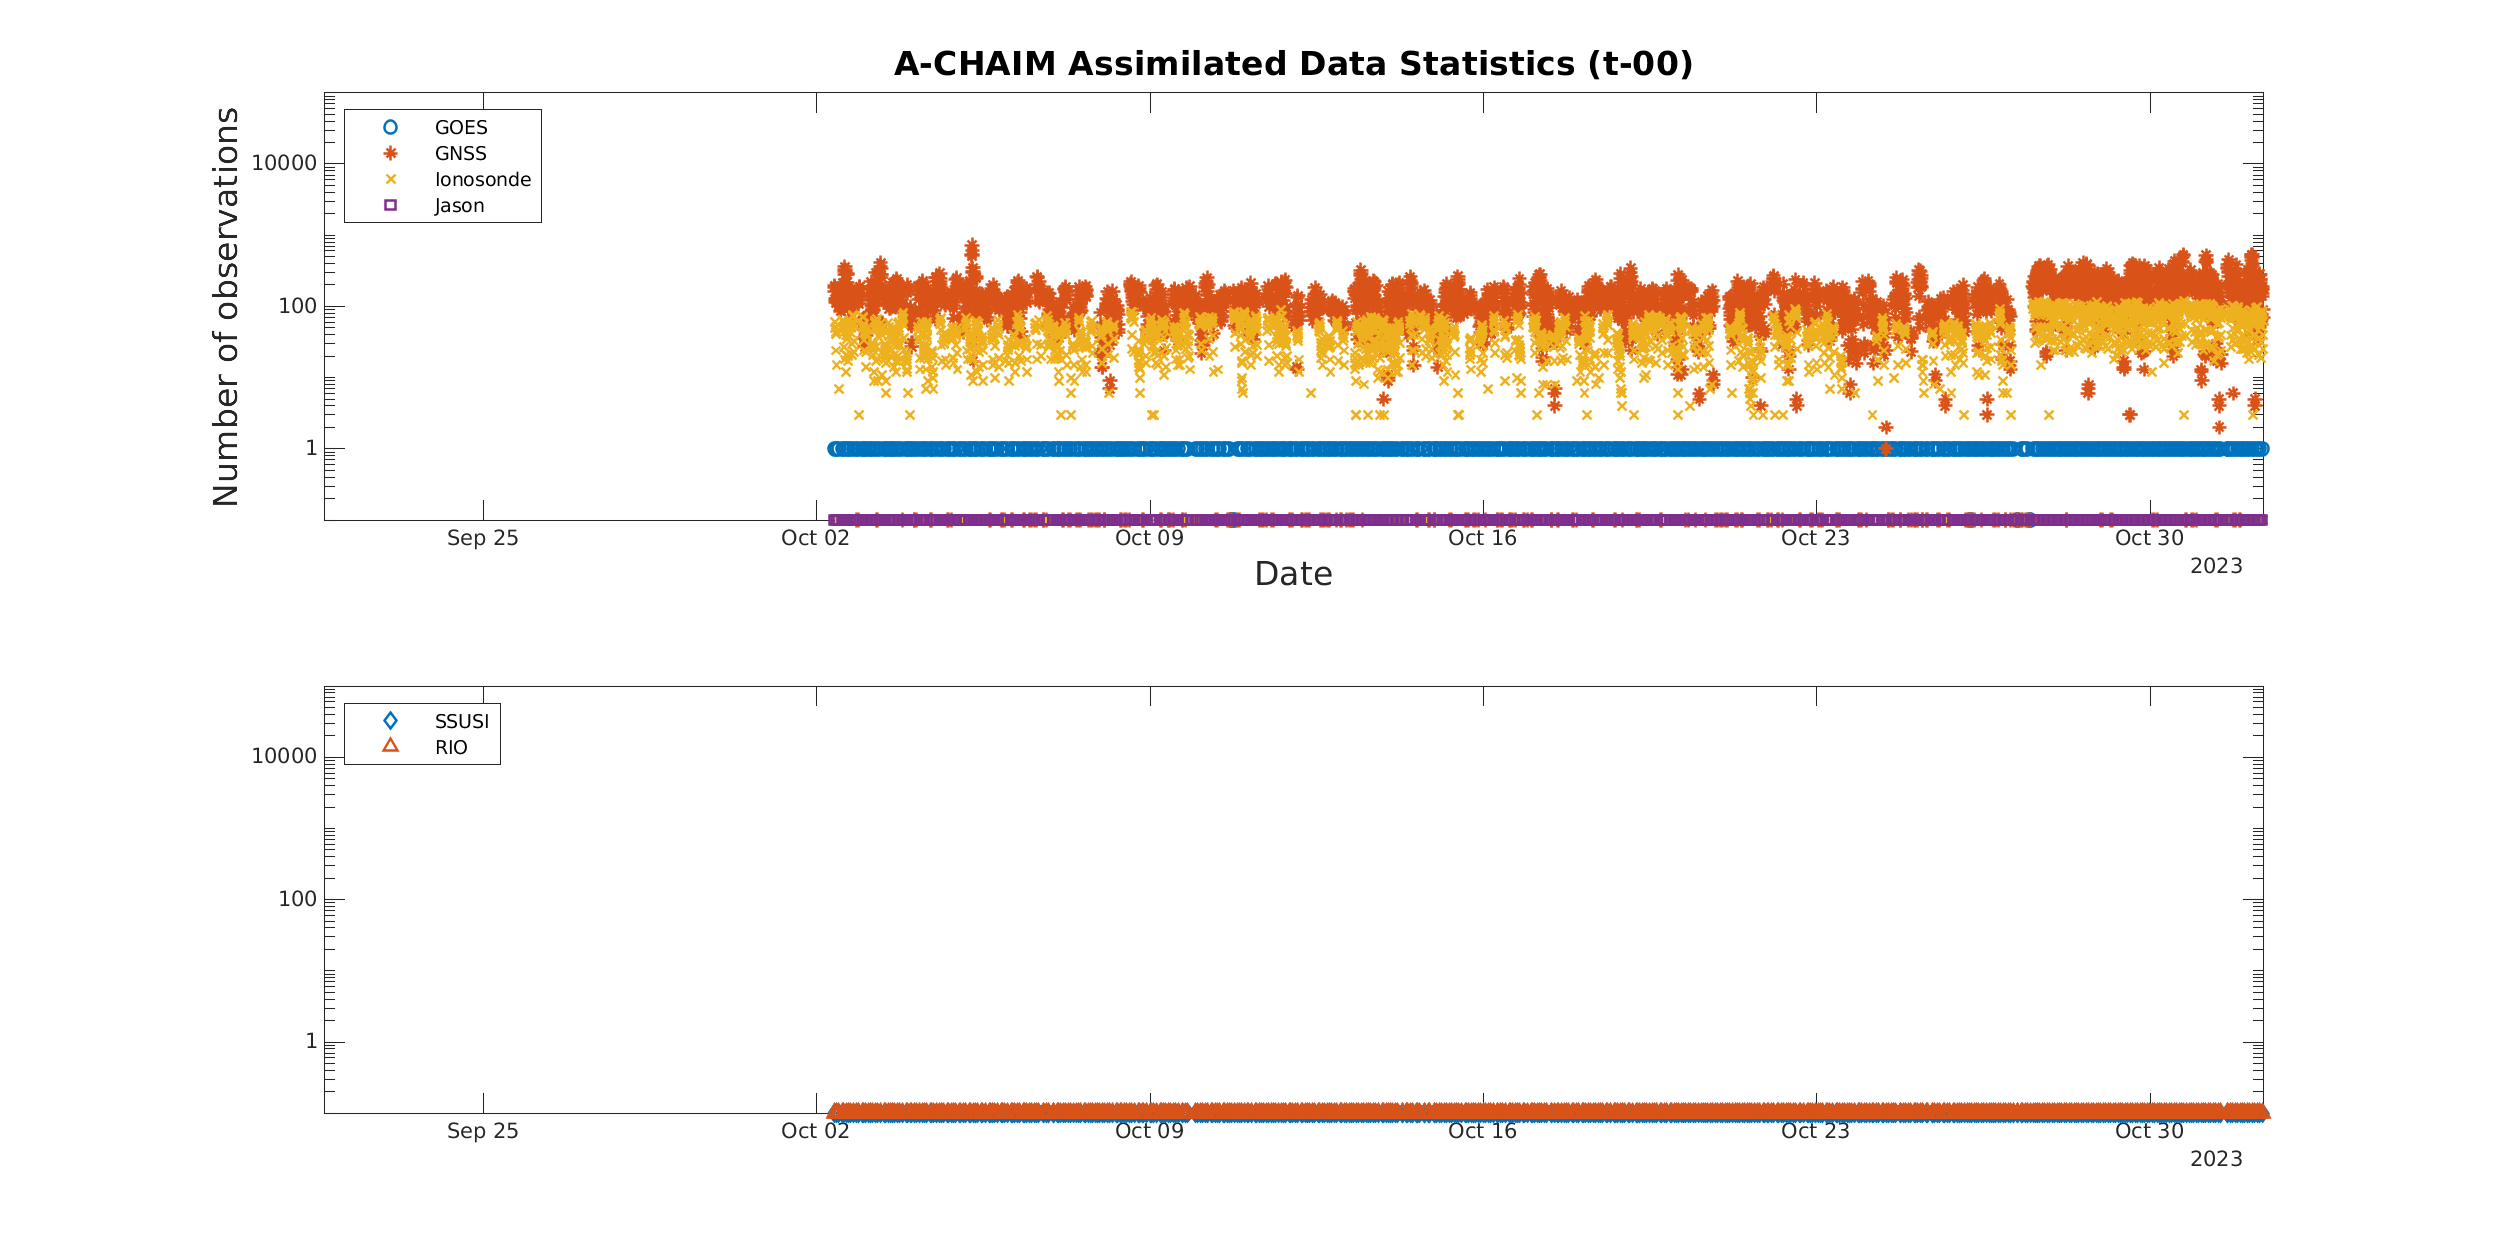 A-CHAIM Assimilated Data Statistics (t-00)
Number of observations
10000
100
1
GOES
GNSS
Ionosonde
Jason
Sep 25
Oct 02
Oct 09
Oct 16
Oct 23
Oct 30
2023
Date
10000
100
1
SSUSI
RIO
Sep 25
Oct 02
Oct 09
Oct 16
Oct 23
Oct 30
2023